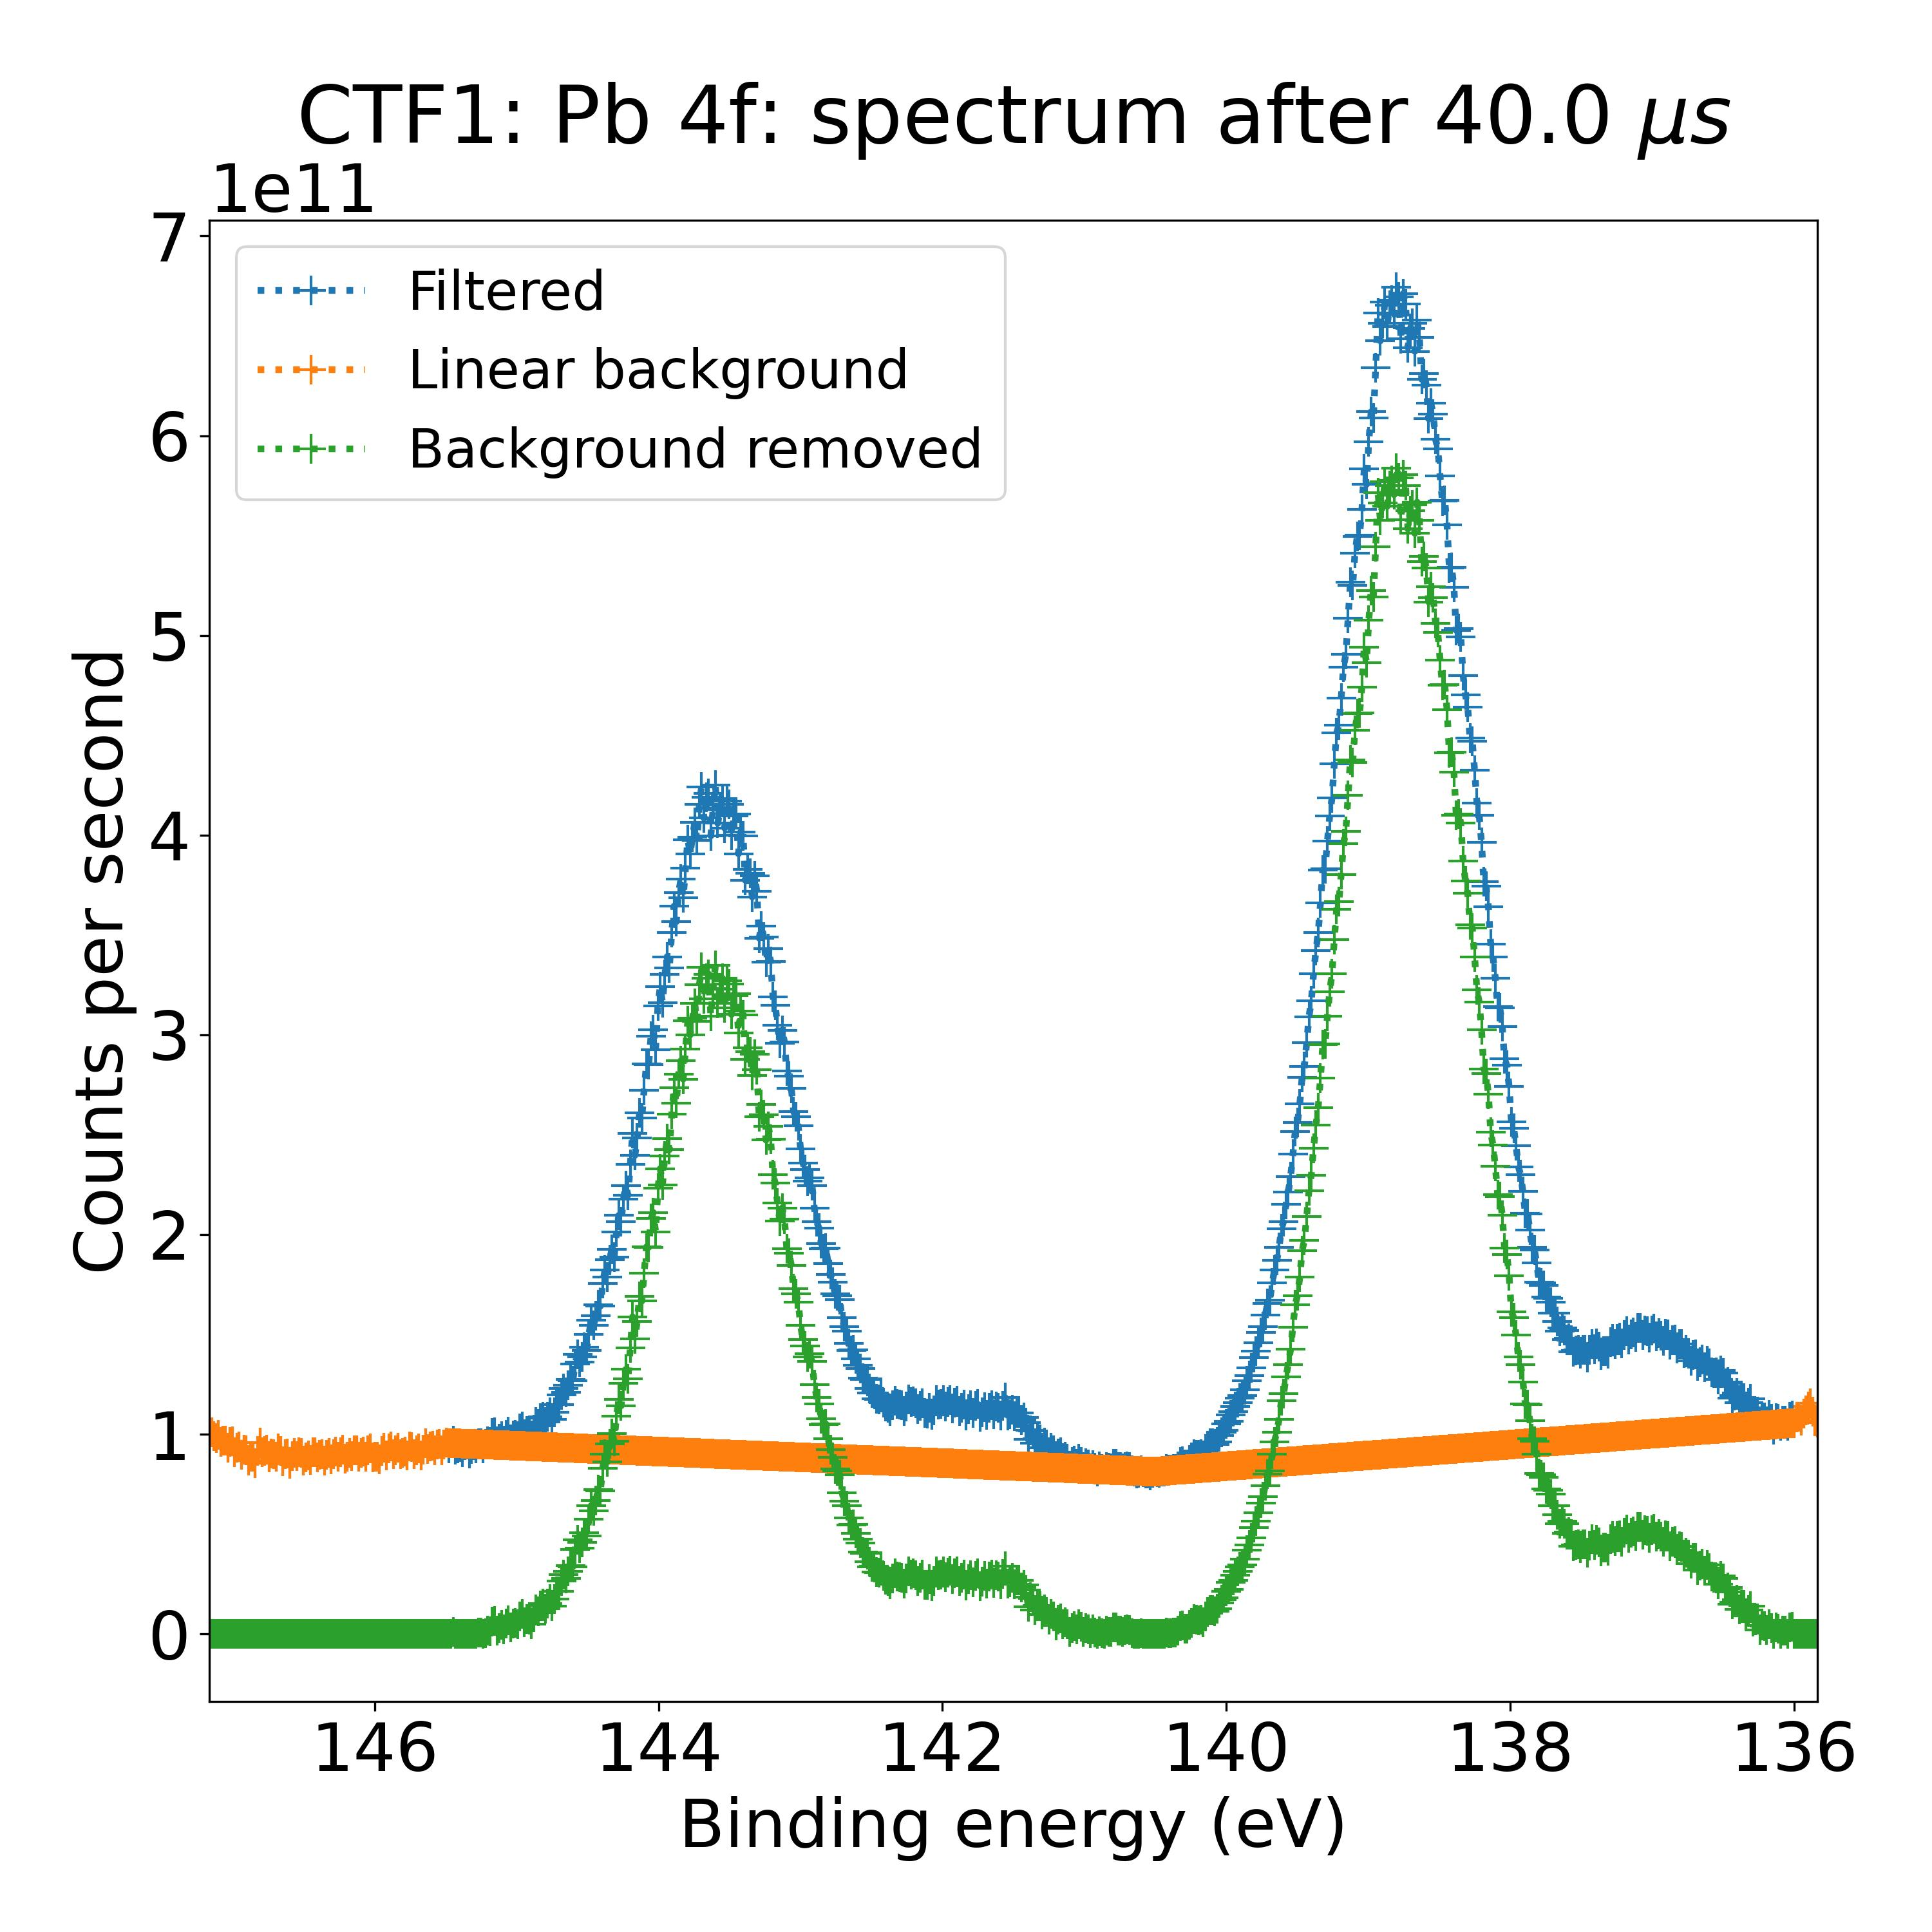 CTF1: Pb 4f: spectrum after 40.0 μs
1e11
7
6
5
4
3
2
1
0
Counts per second
Filtered
Linear background
Background removed
146 144 142 140 138 136
Binding energy (eV)